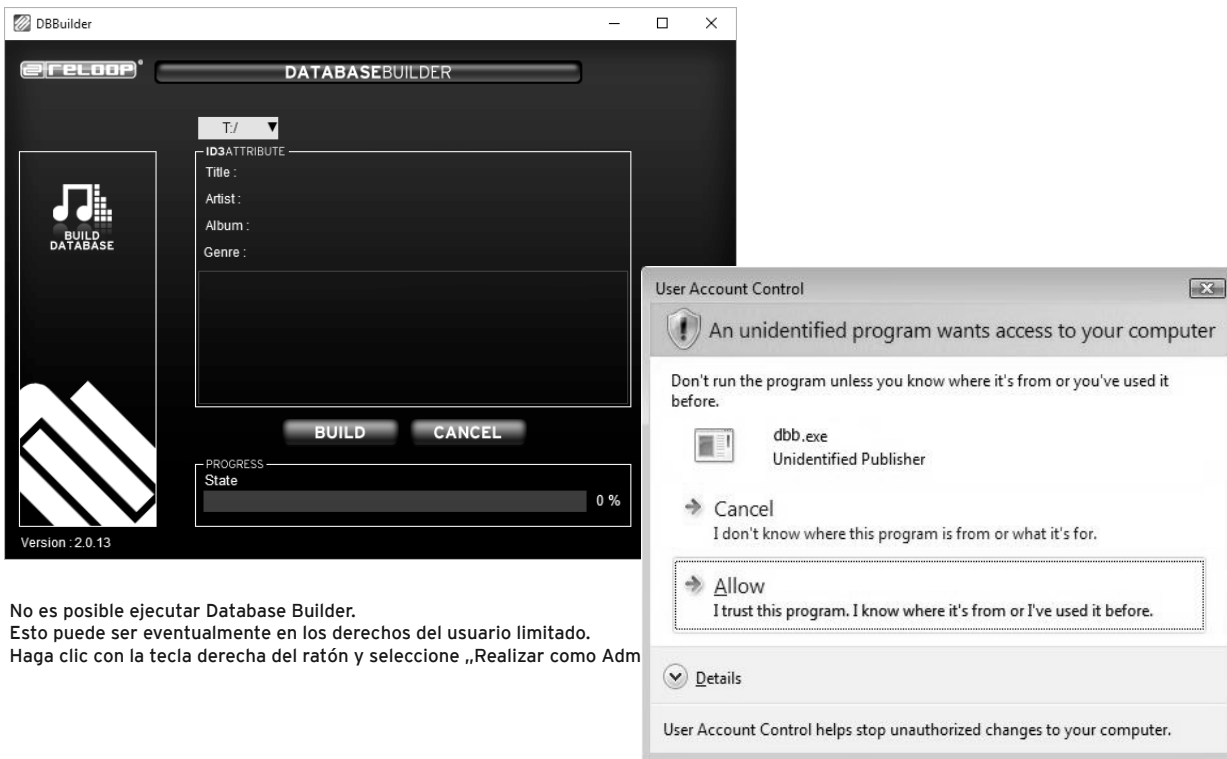 DBBuilder
reloop®
DATABASEBUILDER
T:/
ID3ATTRIBUTE
Title :
Artist :
Album :
Genre :
BUILD
DATABASE
BUILD
CANCEL
PROGRESS
State
0 %
Version : 2.0.13
No es posible ejecutar Database Builder.
Esto puede ser eventualmente en los derechos del usuario limitado.
Haga clic con la tecla derecha del ratón y seleccione „Realizar como Adm
User Account Control
An unidentified program wants access to your computer
Don't run the program unless you know where it's from or you've used it
before.
dbb.exe
Unidentified Publisher
Cancel
I don't know where this program is from or what it's for.
Allow
I trust this program. I know where it's from or I've used it before.
Details
User Account Control helps stop unauthorized changes to your computer.